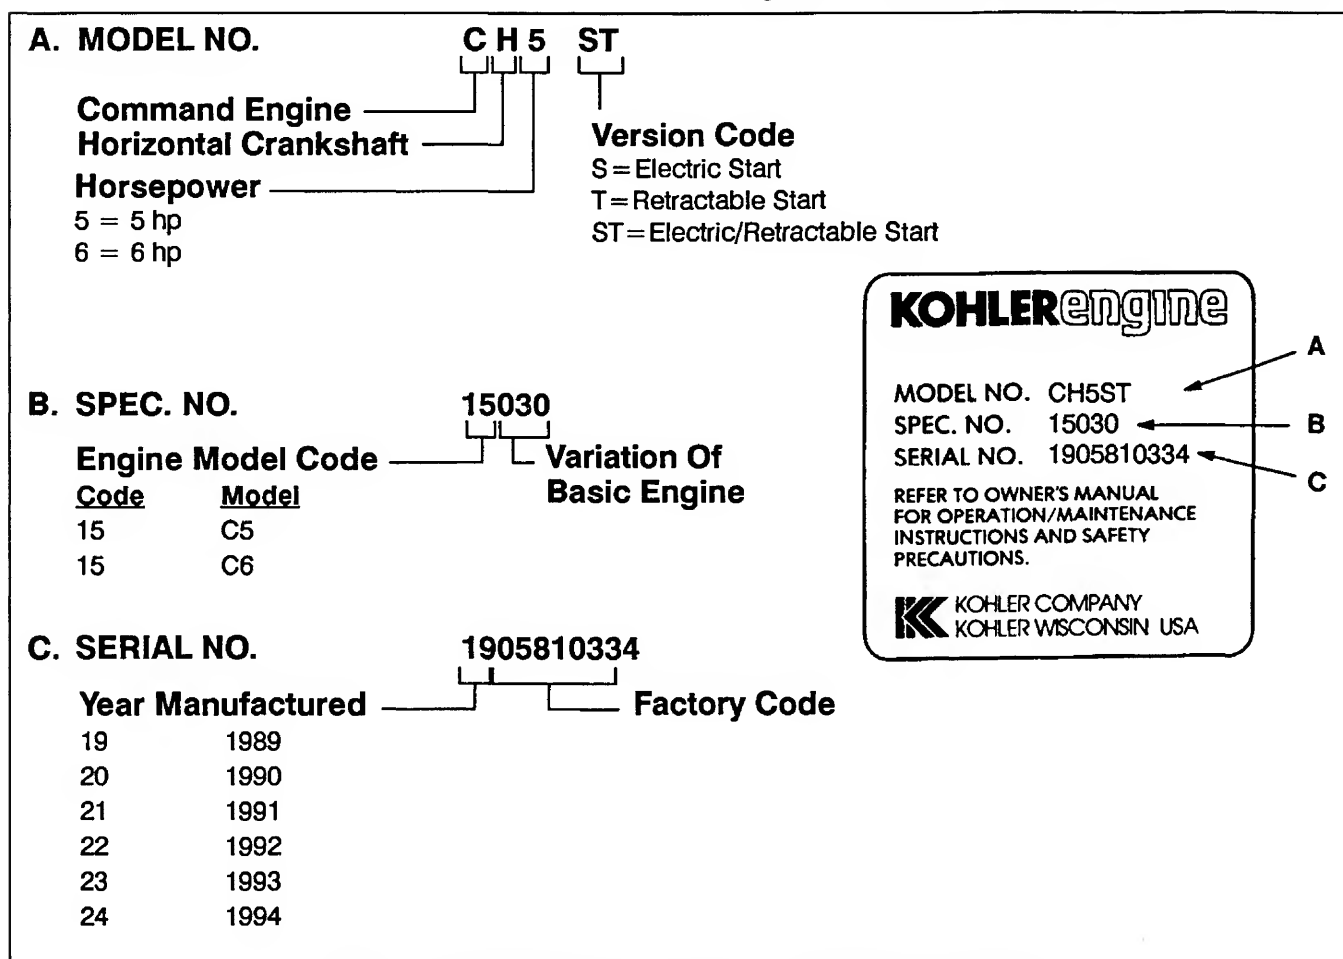 A. MODEL NO. C H 5 ST
Command Engine
Horizontal Crankshaft
Horsepower
5 = 5 hp
6 = 6 hp
Version Code
S = Electric Start
T = Retractable Start
ST = Electric/Retractable Start
B. SPEC. NO. 15030
Engine Model Code
Variation Of
Basic Engine
Code Model
15 C5
15 C6
C. SERIAL NO. 1905810334
Year Manufactured
Factory Code
19 1989
20 1990
21 1991
22 1992
23 1993
24 1994
KOHLERengine
MODEL NO. CH5ST
SPEC. NO. 15030
SERIAL NO. 1905810334
REFER TO OWNER'S MANUAL
FOR OPERATION/MAINTENANCE
INSTRUCTIONS AND SAFETY
PRECAUTIONS.
KOHLER COMPANY
KOHLER WISCONSIN USA
A
B
C